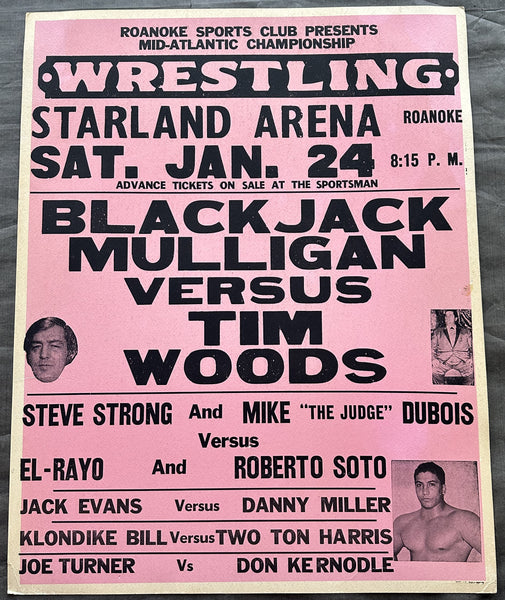 ROANOKE SPORTS CLUB PRESENTS
MID-ATLANTIC CHAMPIONSHIP
WRESTLING
STARLAND ARENA ROANOKE
SAT. JAN. 24 8:15 P. M.
ADVANCE TICKETS ON SALE AT THE SPORTSMAN
BLACKJACK
MULLIGAN
VERSUS
TIM
WOODS
STEVE STRONG And MIKE "THE JUDGE" DUBOIS
Versus
EL-RAYO And ROBERTO SOTO
JACK EVANS Versus DANNY MILLER
KLONDIKE BILL Versus TWO TON HARRIS
JOE TURNER Vs DON KERNODLE